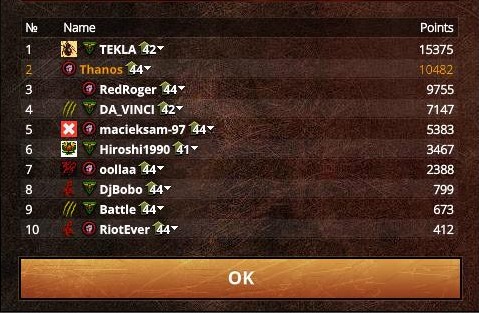 № Name Points
1 TEKLA 42 15375
2 Thanos 44 10482
3 RedRoger 44 9755
4 DA_VINCI 42 7147
5 macieksam-97 44 5383
6 Hiroshi1990 41 3467
7 oollaa 44 2388
8 DjBobo 44 799
9 Battle 44 673
10 RiotEver 44 412
OK